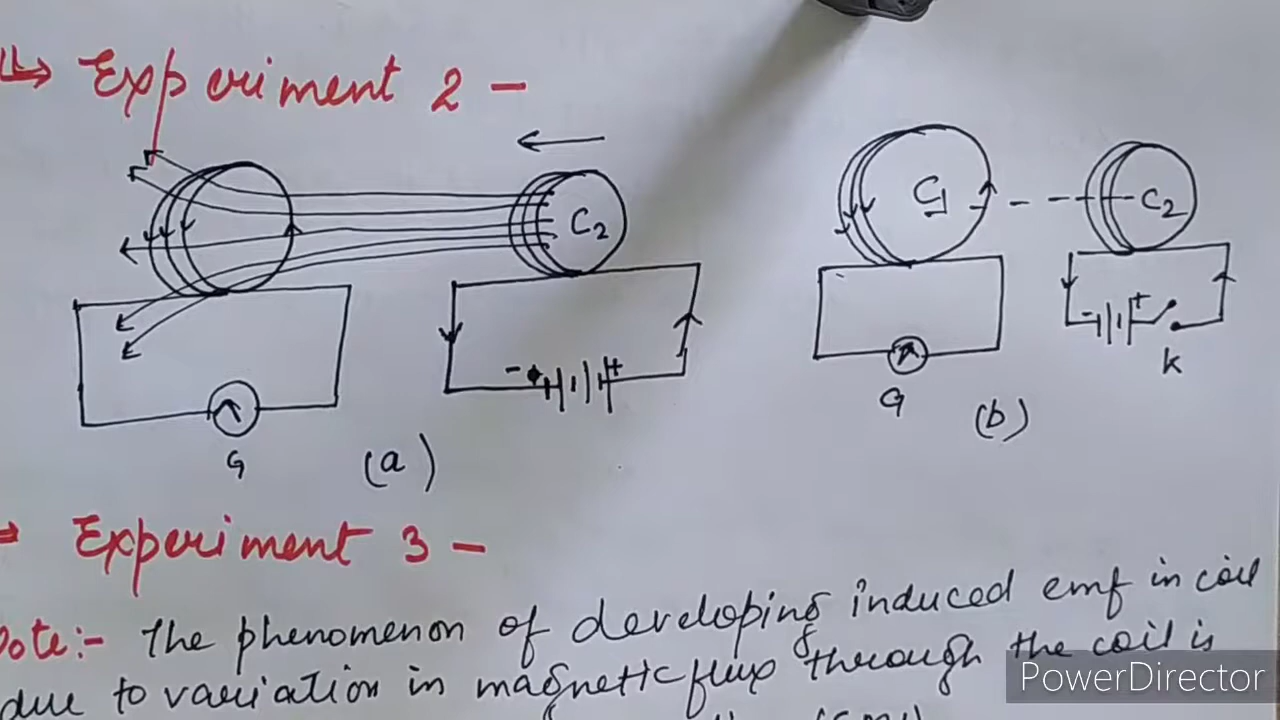 Experiment 2 -
C2
- +
G
(a)
C1
C2
- +
K
G
(b)
Experiment 3 -
Note:- The phenomenon of developing induced emf in coil
due to variation in magnetic flux through the coil is
PowerDirector